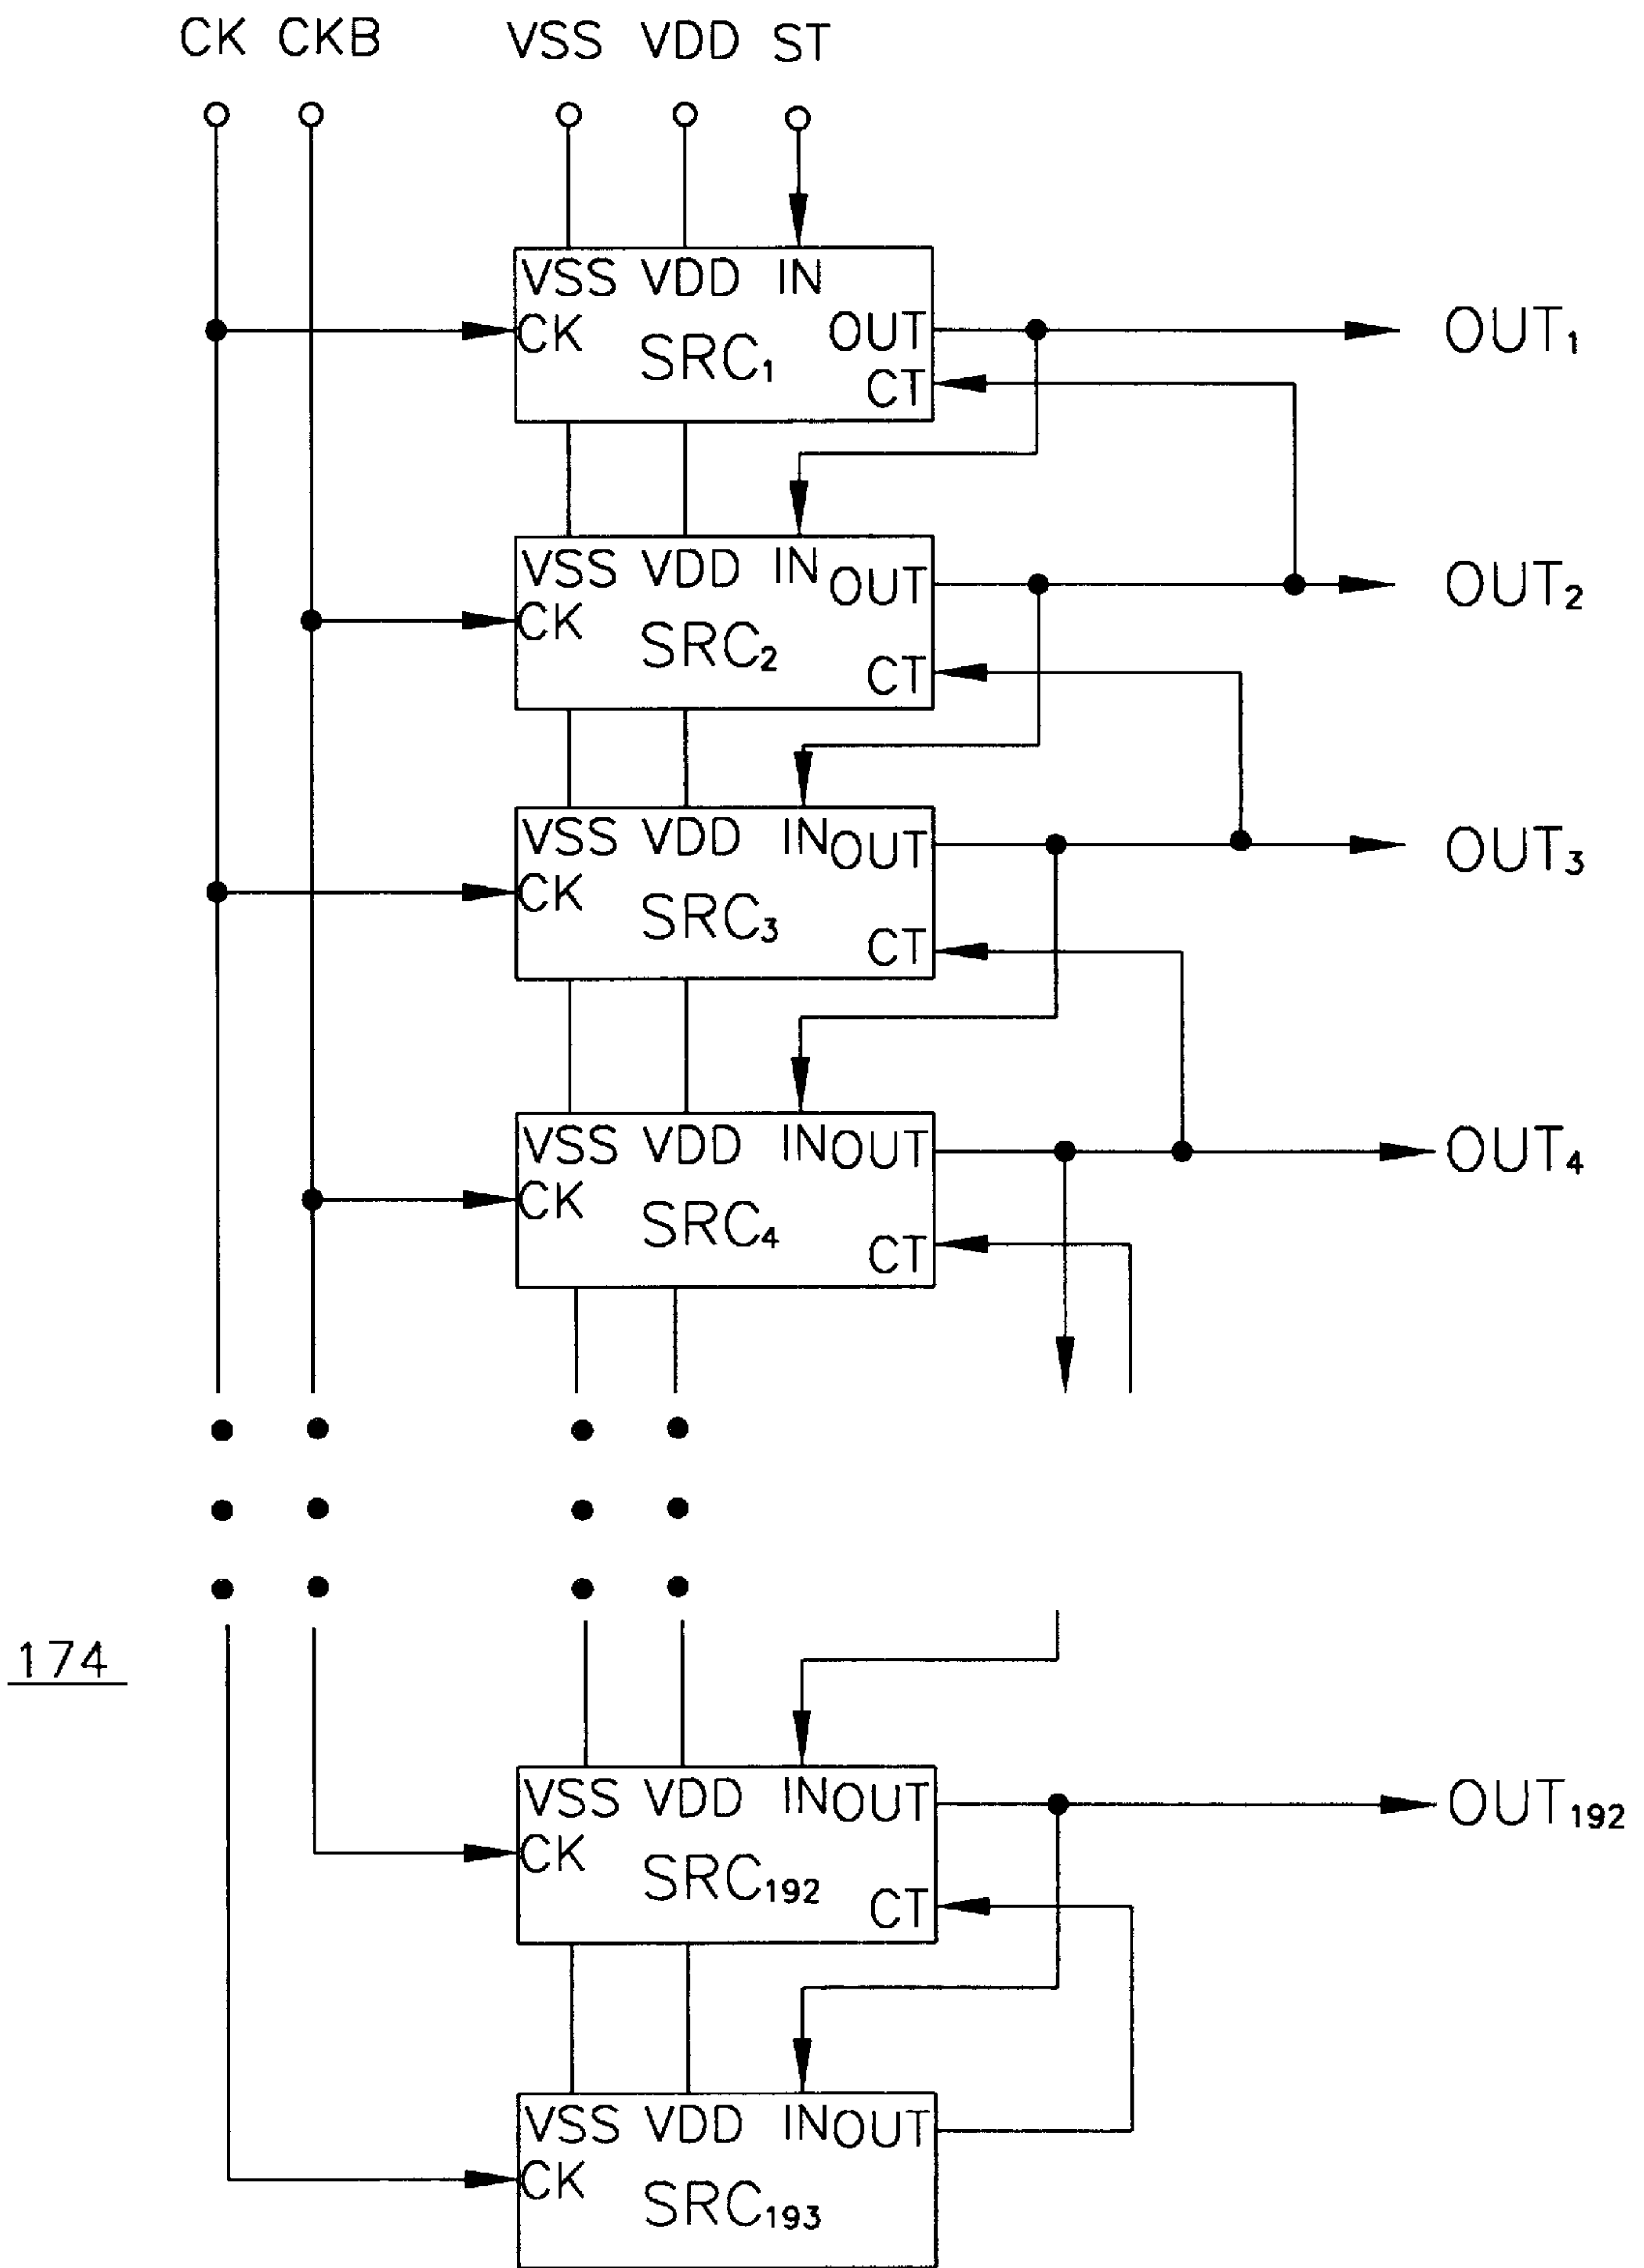 CK CKB VSS VDD ST
VSS VDD IN
CK OUT OUT₁
SRC₁
CT
VSS VDD IN OUT OUT₂
CK
SRC₂
CT
VSS VDD IN OUT OUT₃
CK
SRC₃
CT
VSS VDD IN OUT OUT₄
CK
SRC₄
CT
174
VSS VDD IN OUT OUT₁₉₂
CK
SRC₁₉₂
CT
VSS VDD IN OUT
CK
SRC₁₉₃